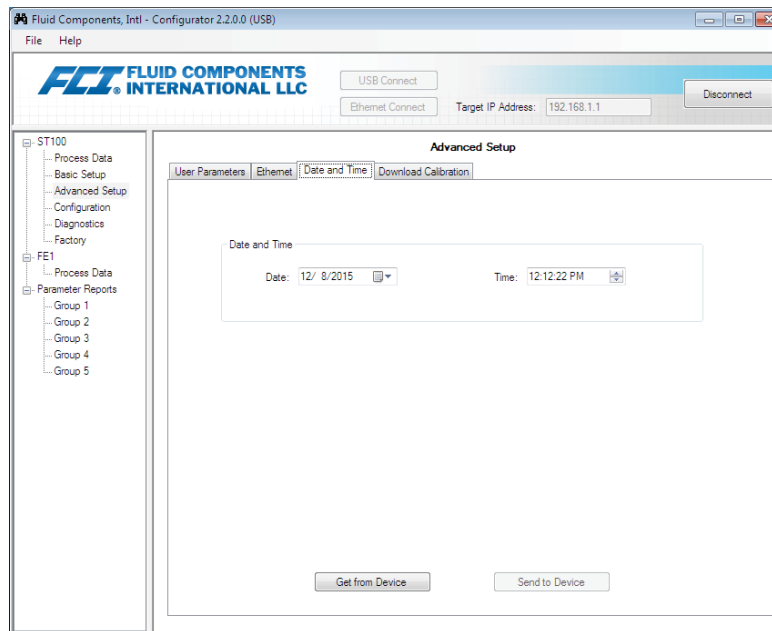 Fluid Components, Intl - Configurator 2.2.0.0 (USB)
File Help
FCI® FLUID COMPONENTS
INTERNATIONAL LLC
USB Connect
Ethernet Connect
Target IP Address: 192.168.1.1
Disconnect
ST100
Process Data
Basic Setup
Advanced Setup
Configuration
Diagnostics
Factory
FE1
Process Data
Parameter Reports
Group 1
Group 2
Group 3
Group 4
Group 5
Advanced Setup
User Parameters Ethernet Date and Time Download Calibration
Date and Time
Date: 12/ 8/2015 Time: 12:12:22 PM
Get from Device Send to Device